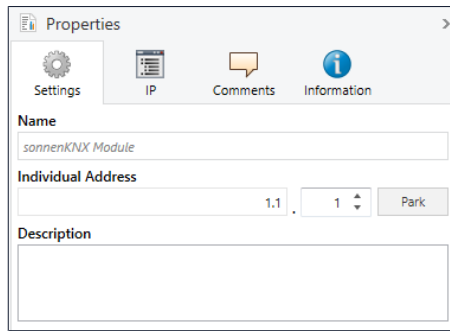 Properties
Settings IP Comments Information
Name
sonnenKNX Module
Individual Address
1.1 . 1 Park
Description